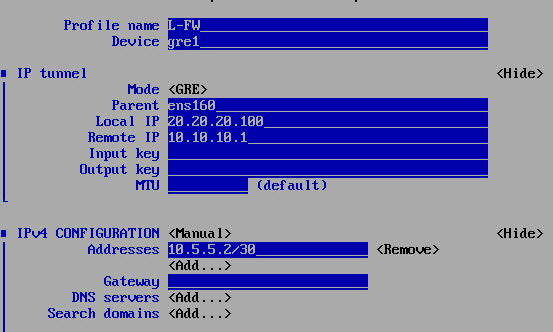 Profile name L-FW
Device gre1
IP tunnel <Hide>
Mode <GRE>
Parent ens160
Local IP 20.20.20.100
Remote IP 10.10.10.1
Input key
Output key
MTU (default)
IPv4 CONFIGURATION <Manual> <Hide>
Addresses 10.5.5.2/30 <Remove>
<Add...>
Gateway
DNS servers <Add...>
Search domains <Add...>